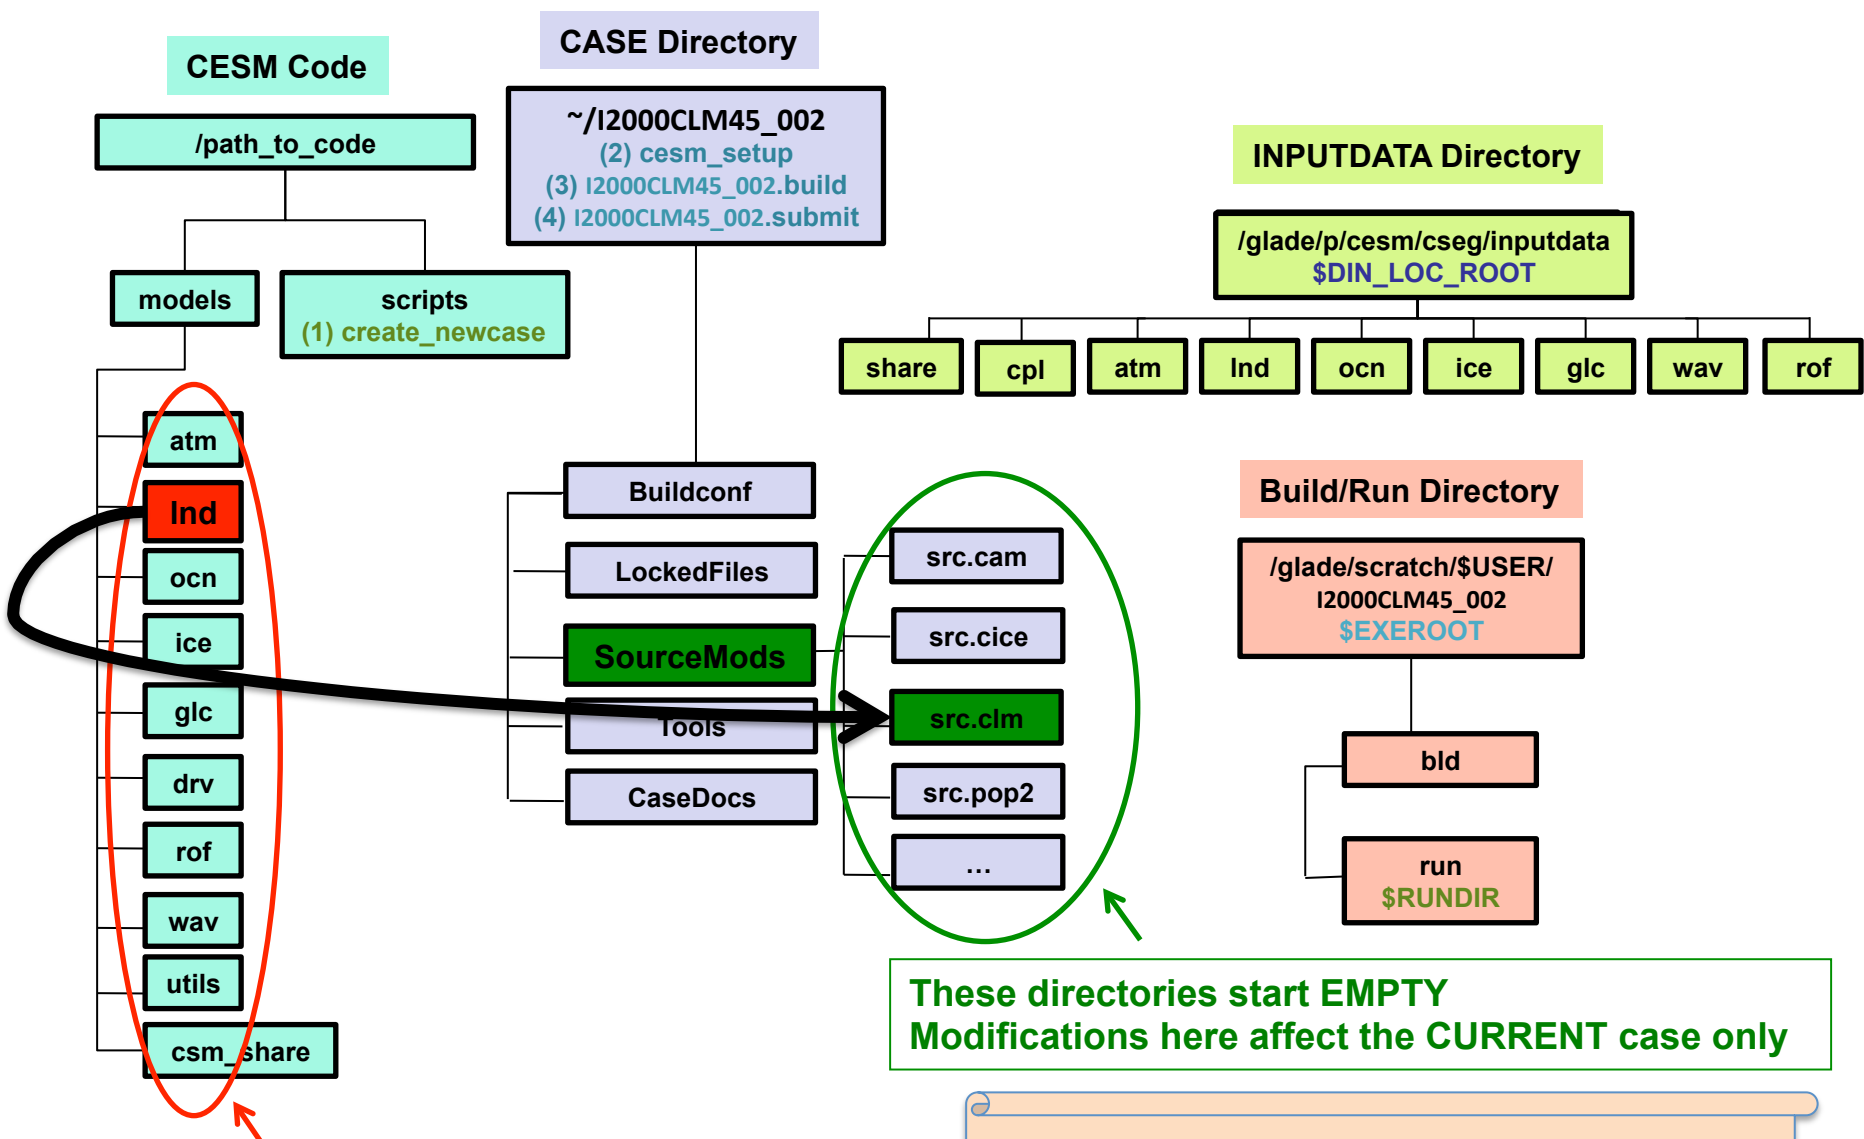 CESM Code
/path_to_code
models
scripts
(1) create_newcase
atm
lnd
ocn
ice
glc
drv
rof
wav
utils
csm_share
CASE Directory
~/I2000CLM45_002
(2) cesm_setup
(3) I2000CLM45_002.build
(4) I2000CLM45_002.submit
Buildconf
LockedFiles
SourceMods
Tools
CaseDocs
src.cam
src.cice
src.clm
src.pop2
...
INPUTDATA Directory
/glade/p/cesm/cseg/inputdata
$DIN_LOC_ROOT
share
cpl
atm
lnd
ocn
ice
glc
wav
rof
Build/Run Directory
/glade/scratch/$USER/
I2000CLM45_002
$EXEROOT
bld
run
$RUNDIR
These directories start EMPTY
Modifications here affect the CURRENT case only